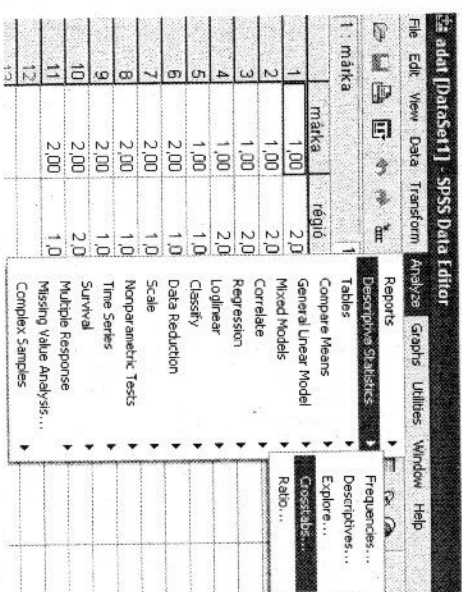 adat [DataSet1] - SPSS Data Editor
File Edit View Data Transform Analyze Graphs Utilities Window Help
1 : márka 1
márka régió
1 1,00 2,0
2 1,00 2,0
3 1,00 2,0
4 1,00 2,0
5 1,00 1,0
6 2,00 1,0
7 2,00 1,0
8 2,00 1,0
9 2,00 1,0
10 2,00 2,0
11 2,00 1,0
12
13
Reports
Descriptive Statistics
Tables
Compare Means
General Linear Model
Mixed Models
Correlate
Regression
Loglinear
Classify
Data Reduction
Scale
Nonparametric Tests
Time Series
Survival
Multiple Response
Missing Value Analysis...
Complex Samples
Frequencies...
Descriptives...
Explore...
Crosstabs...
Ratio...